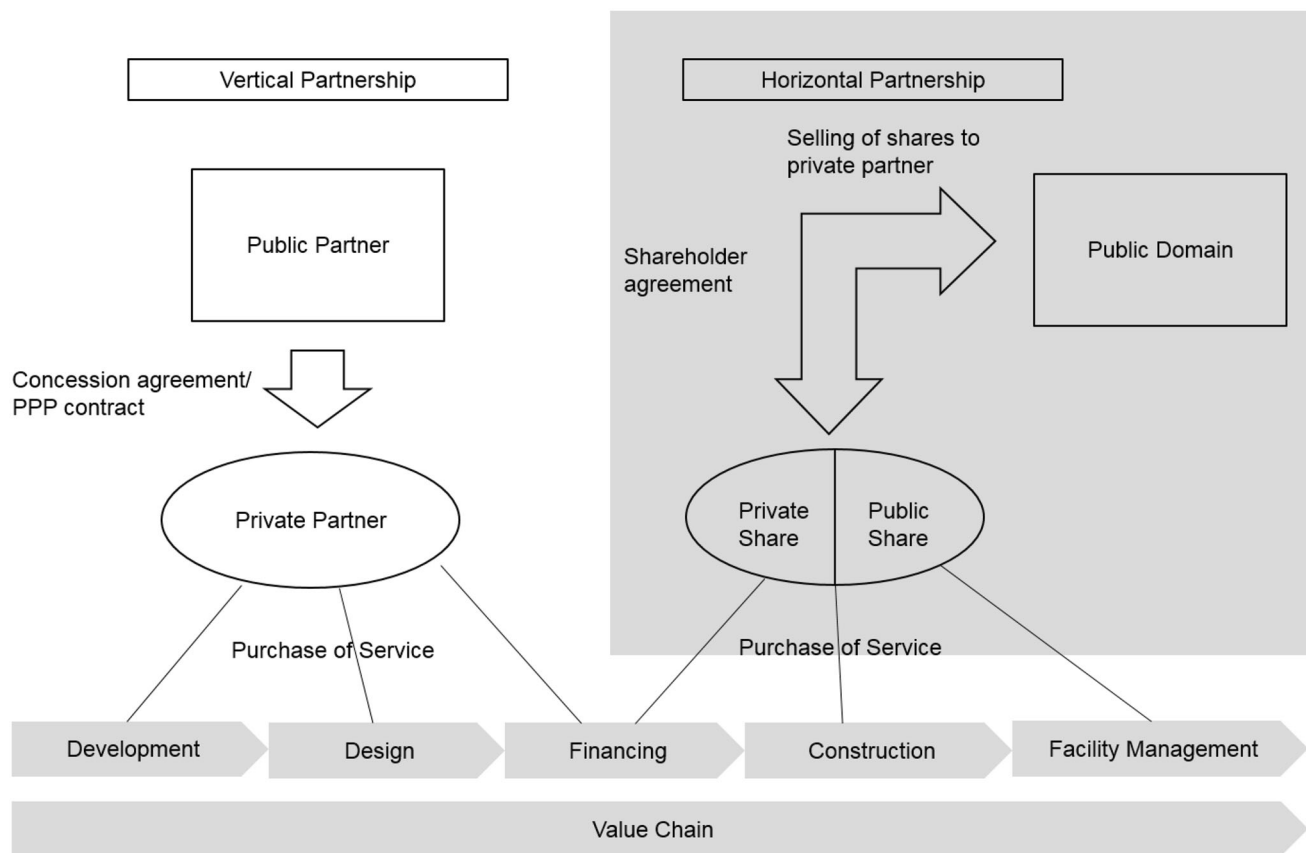 Vertical Partnership
Horizontal Partnership
Selling of shares to
private partner
Public Partner
Shareholder
agreement
Public Domain
Concession agreement/
PPP contract
Private Partner
Private
Share
Public
Share
Purchase of Service
Purchase of Service
Development
Design
Financing
Construction
Facility Management
Value Chain